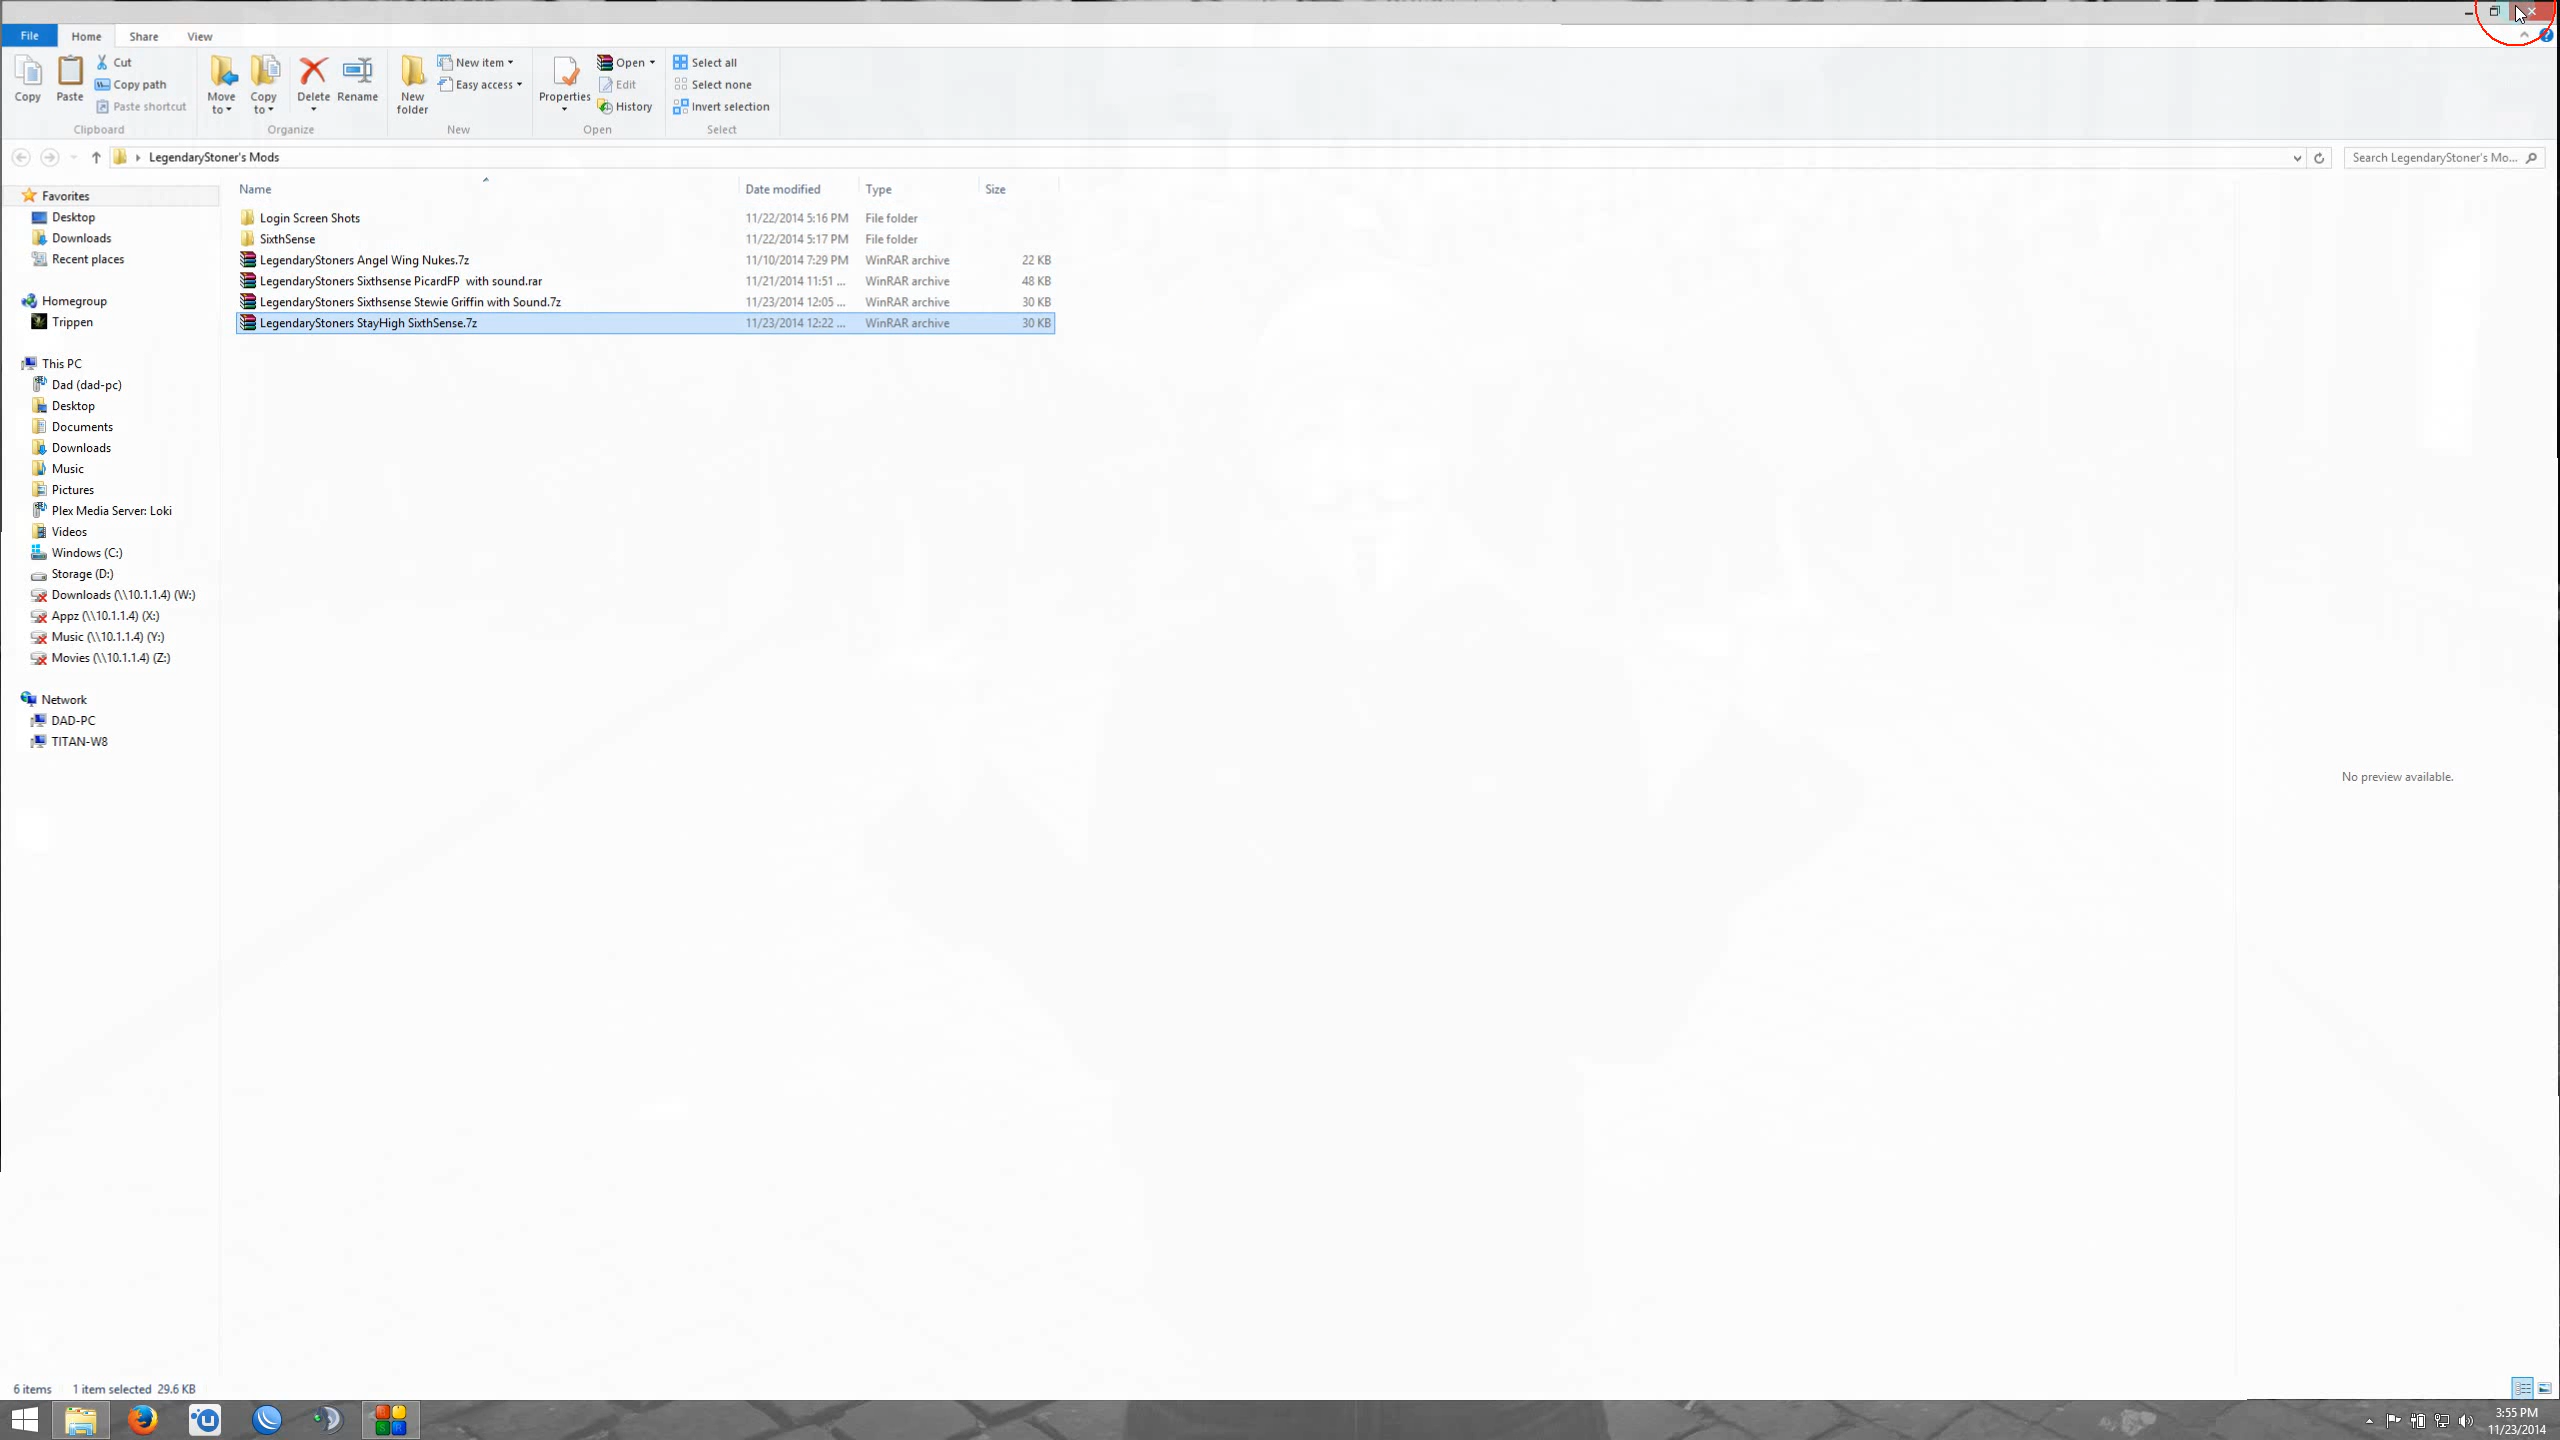 File Home Share View
Copy Paste Cut Copy path Paste shortcut
Clipboard
Move to Copy to Delete Rename
Organize
New folder New item Easy access
New
Properties Open Edit History
Open
Select all Select none Invert selection
Select
LegendaryStoner's Mods
Search LegendaryStoner's Mo...
Name Date modified Type Size
Login Screen Shots 11/22/2014 5:16 PM File folder
SixthSense 11/22/2014 5:17 PM File folder
LegendaryStoners Angel Wing Nukes.7z 11/10/2014 7:29 PM WinRAR archive 22 KB
LegendaryStoners Sixthsense PicardFP with sound.rar 11/21/2014 11:51 ... WinRAR archive 48 KB
LegendaryStoners Sixthsense Stewie Griffin with Sound.7z 11/23/2014 12:05 ... WinRAR archive 30 KB
LegendaryStoners StayHigh SixthSense.7z 11/23/2014 12:22 ... WinRAR archive 30 KB
Favorites
Desktop
Downloads
Recent places
Homegroup
Trippen
This PC
Dad (dad-pc)
Desktop
Documents
Downloads
Music
Pictures
Plex Media Server: Loki
Videos
Windows (C:)
Storage (D:)
Downloads (\\10.1.1.4) (W:)
Appz (\\10.1.1.4) (X:)
Music (\\10.1.1.4) (Y:)
Movies (\\10.1.1.4) (Z:)
Network
DAD-PC
TITAN-W8
No preview available.
6 items 1 item selected 29.6 KB
3:55 PM
11/23/2014